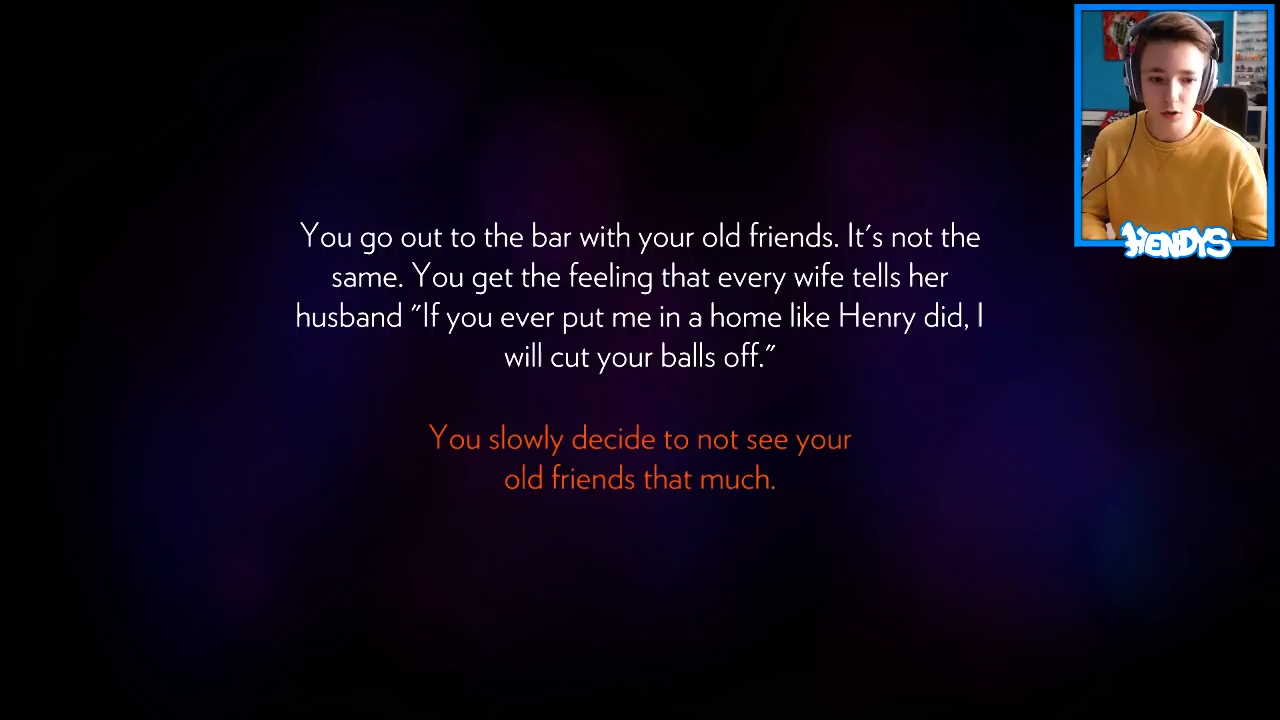 You go out to the bar with your old friends. It's not the
same. You get the feeling that every wife tells her
husband "If you ever put me in a home like Henry did, I
will cut your balls off."
You slowly decide to not see your
old friends that much.
HENDYS